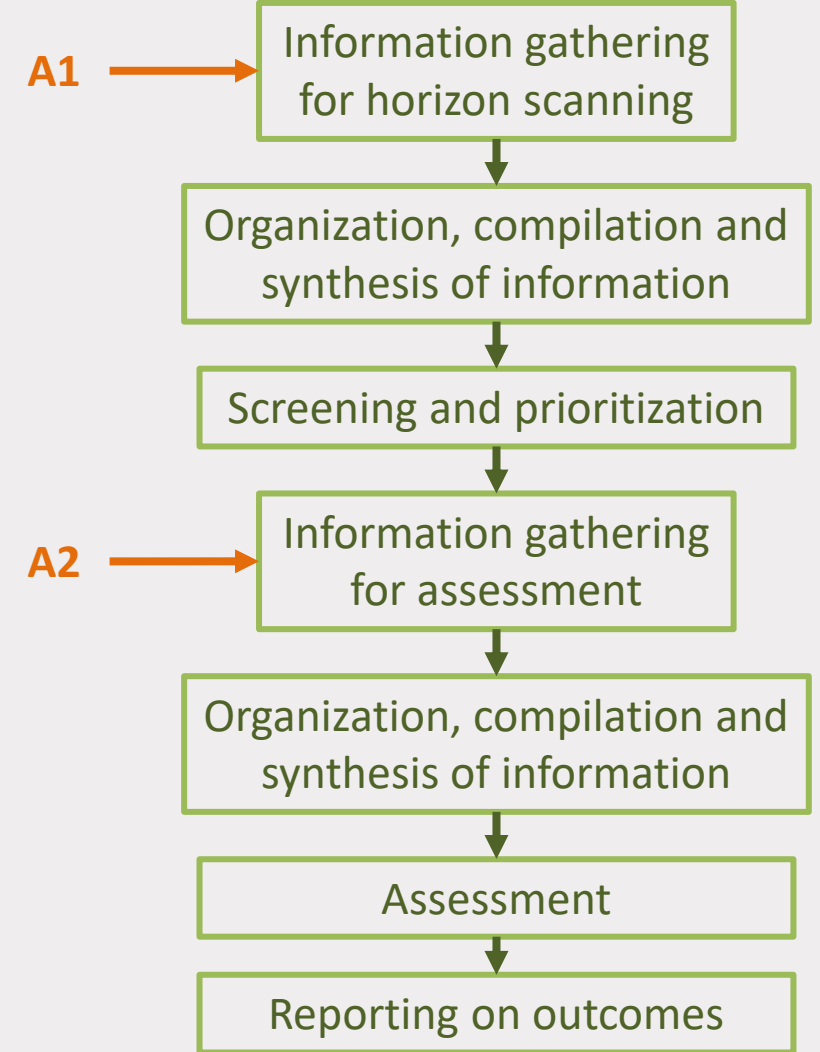 A1
Information gathering
for horizon scanning
Organization, compilation and
synthesis of information
Screening and prioritization
A2
Information gathering
for assessment
Organization, compilation and
synthesis of information
Assessment
Reporting on outcomes